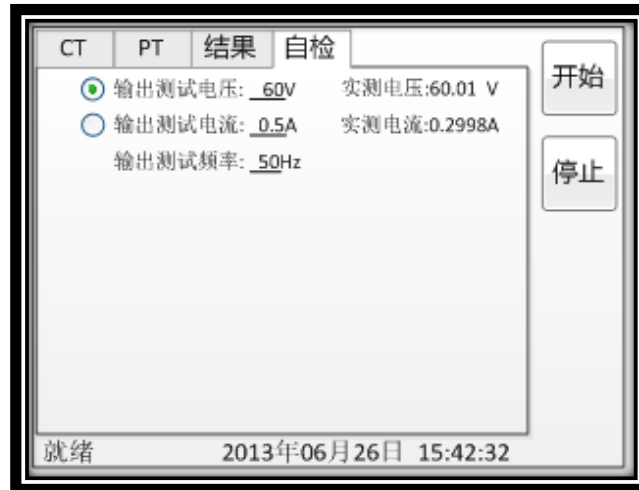 CT PT 结果 自检
输出测试电压: 60V 实测电压:60.01 V
输出测试电流: 0.5A 实测电流:0.2998A
输出测试频率: 50Hz
开始
停止
就绪 2013年06月26日 15:42:32